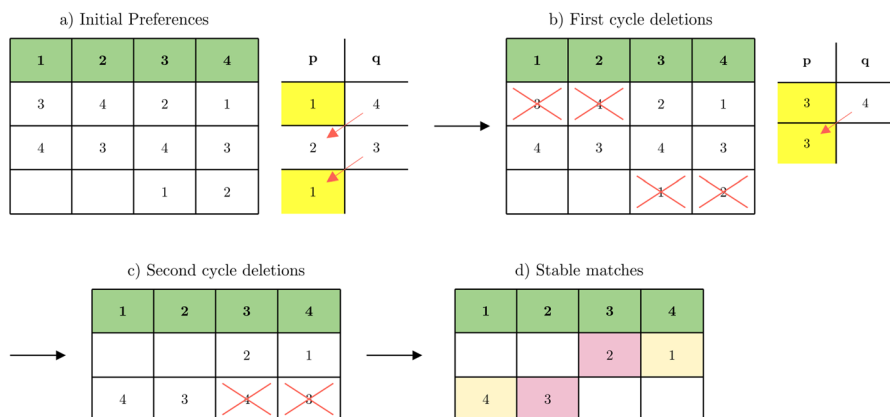 a) Initial Preferences
1 2 3 4
3 4 2 1
4 3 4 3
1 2
p q
1 4
2 3
1
b) First cycle deletions
1 2 3 4
3 4 2 1
4 3 4 3
1 2
p q
3 4
3
c) Second cycle deletions
1 2 3 4
2 1
4 3 4 3
d) Stable matches
1 2 3 4
2 1
4 3